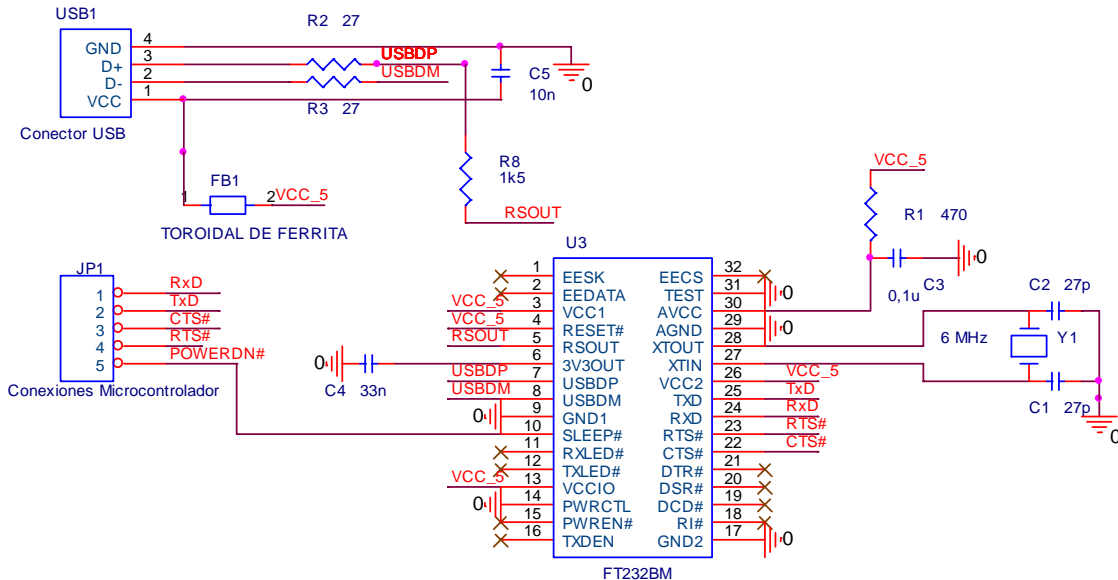 USB1
GND 4
D+ 3
D- 2
VCC 1
Conector USB
R2 27
USBDP
USBDM
R3 27
C5
10n
0
FB1
1
2
VCC_5
TOROIDAL DE FERRITA
R8
1k5
RSOUT
VCC_5
R1 470
C3
0,1u
0
JP1
1 RxD
2 TxD
3 CTS#
4 RTS#
5 POWERDN#
Conexiones Microcontrolador
0
C4 33n
U3
1 EESK
2 EEDATA
VCC_5 3 VCC1
VCC_5 4 RESET#
RSOUT 5 RSOUT
6 3V3OUT
USBDP 7 USBDP
USBDM 8 USBDM
0 9 GND1
10 SLEEP#
11 RXLED#
12 TXLED#
VCC_5 13 VCCIO
0 14 PWRCTL
15 PWREN#
16 TXDEN
EECS 32
TEST 31 0
AVCC 30
AGND 29 0
XTOUT 28
XTIN 27
VCC2 26 VCC_5
TXD 25 TxD
RXD 24 RxD
RTS# 23 RTS#
CTS# 22 CTS#
DTR# 21
DSR# 20
DCD# 19
RI# 18
GND2 17 0
FT232BM
C2 27p
6 MHz Y1
C1 27p
0